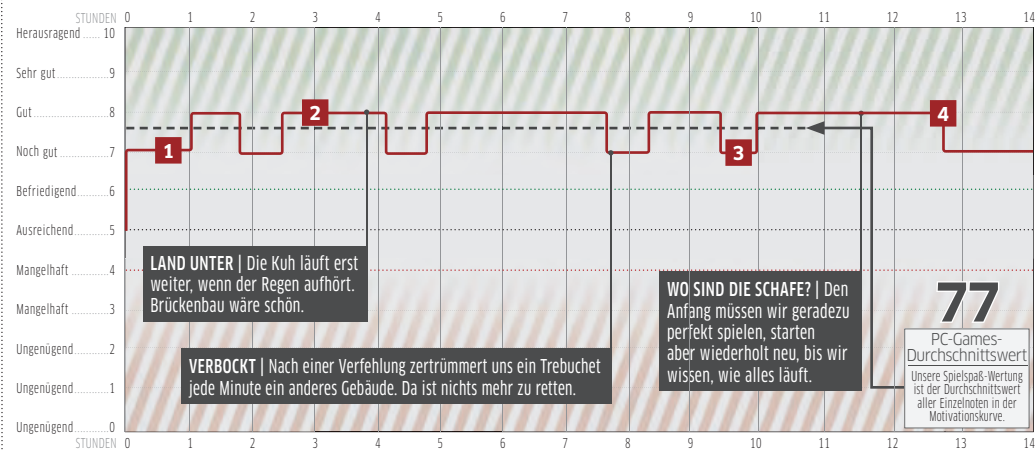 STUNDEN 0 1 2 3 4 5 6 7 8 9 10 11 12 13 14
Herausragend ..... 10
Sehr gut ..... 9
Gut ..... 8
Noch gut ..... 7
Befriedigend ..... 6
Ausreichend ..... 5
Mangelhaft ..... 4
Mangelhaft ..... 3
Ungenügend ..... 2
Ungenügend ..... 1
Ungenügend ..... 0
STUNDEN 0 1 2 3 4 5 6 7 8 9 10 11 12 13 14
1
2
3
4
LAND UNTER | Die Kuh läuft erst
weiter, wenn der Regen aufhört.
Brückenbau wäre schön.
VERBOCKT | Nach einer Verfehlung zertrümmert uns ein Trebuchet
jede Minute ein anderes Gebäude. Da ist nichts mehr zu retten.
WO SIND DIE SCHAFE? | Den
Anfang müssen wir geradezu
perfekt spielen, starten
aber wiederholt neu, bis wir
wissen, wie alles läuft.
77
PC-Games-
Durchschnittswert
Unsere Spielspaß-Wertung
ist der Durchschnittswert
aller Einzelnoten in der
Motivationskurve.